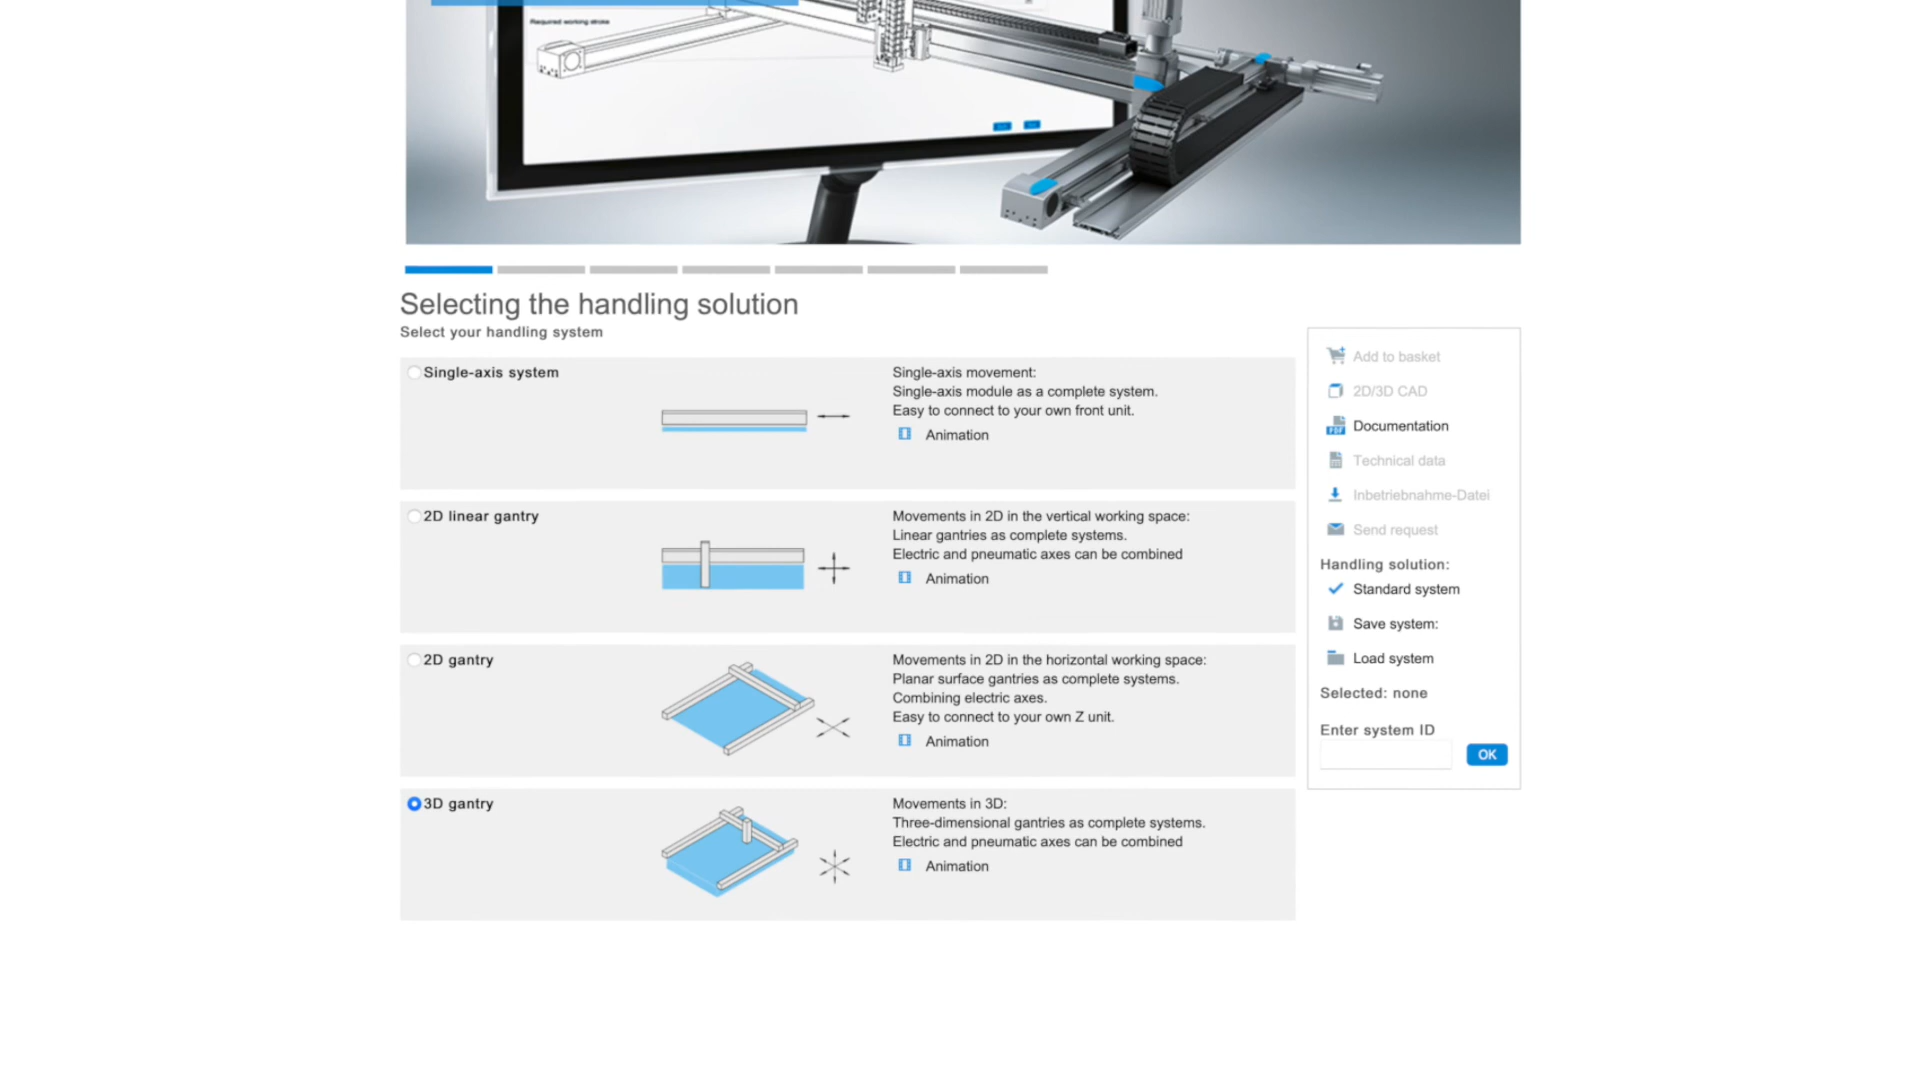 Required working stroke
Selecting the handling solution
Select your handling system
Single-axis system
Single-axis movement:
Single-axis module as a complete system.
Easy to connect to your own front unit.
Animation
2D linear gantry
Movements in 2D in the vertical working space:
Linear gantries as complete systems.
Electric and pneumatic axes can be combined
Animation
2D gantry
Movements in 2D in the horizontal working space:
Planar surface gantries as complete systems.
Combining electric axes.
Easy to connect to your own Z unit.
Animation
3D gantry
Movements in 3D:
Three-dimensional gantries as complete systems.
Electric and pneumatic axes can be combined
Animation
Add to basket
2D/3D CAD
PDF
Documentation
Technical data
Inbetriebnahme-Datei
Send request
Handling solution:
Standard system
Save system:
Load system
Selected: none
Enter system ID
OK